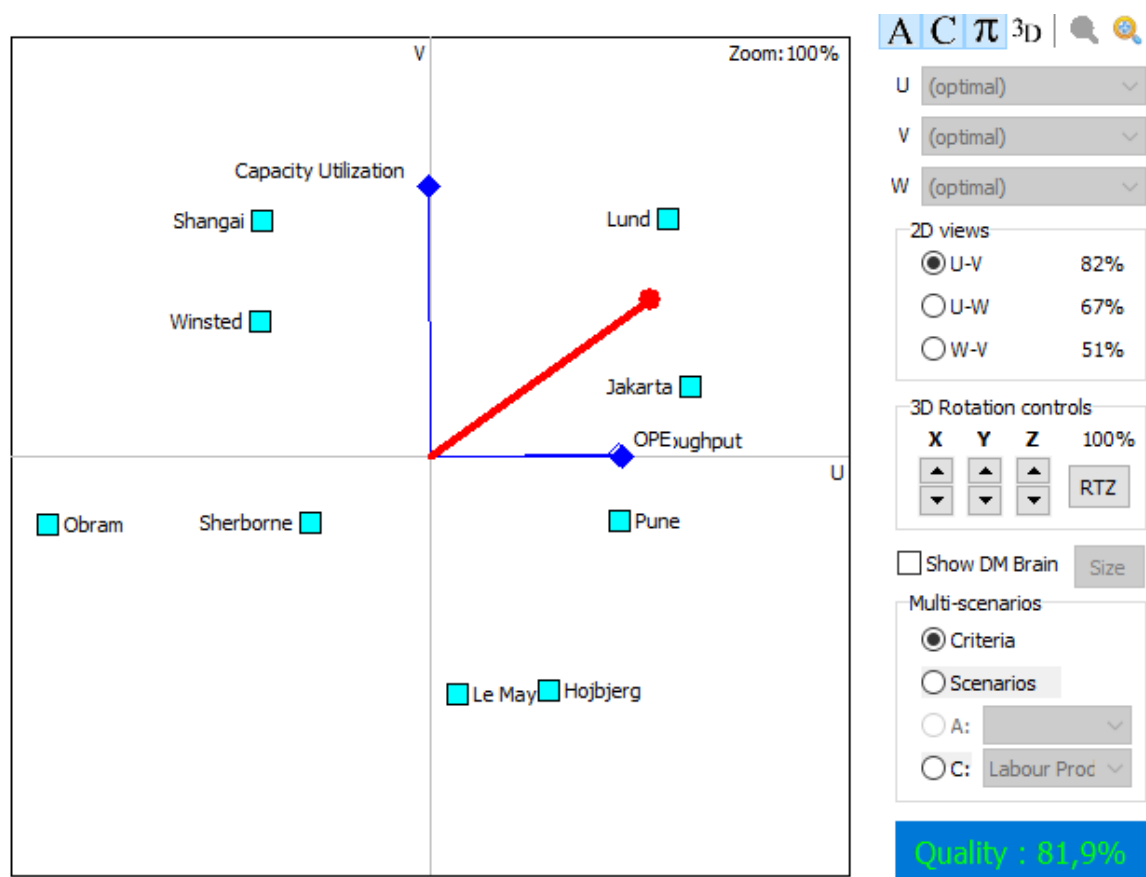 A C π 3D
V
Zoom: 100%
Capacity Utilization
Shangai
Lund
Winsted
Jakarta
OPE
ughput
U
Obram
Sherborne
Pune
Le May
Hojbjerg
U (optimal)
V (optimal)
W (optimal)
2D views
U-V 82%
U-W 67%
W-V 51%
3D Rotation controls
X Y Z 100%
RTZ
Show DM Brain Size
Multi-scenarios
Criteria
Scenarios
A:
C: Labour Prod
Quality : 81,9%